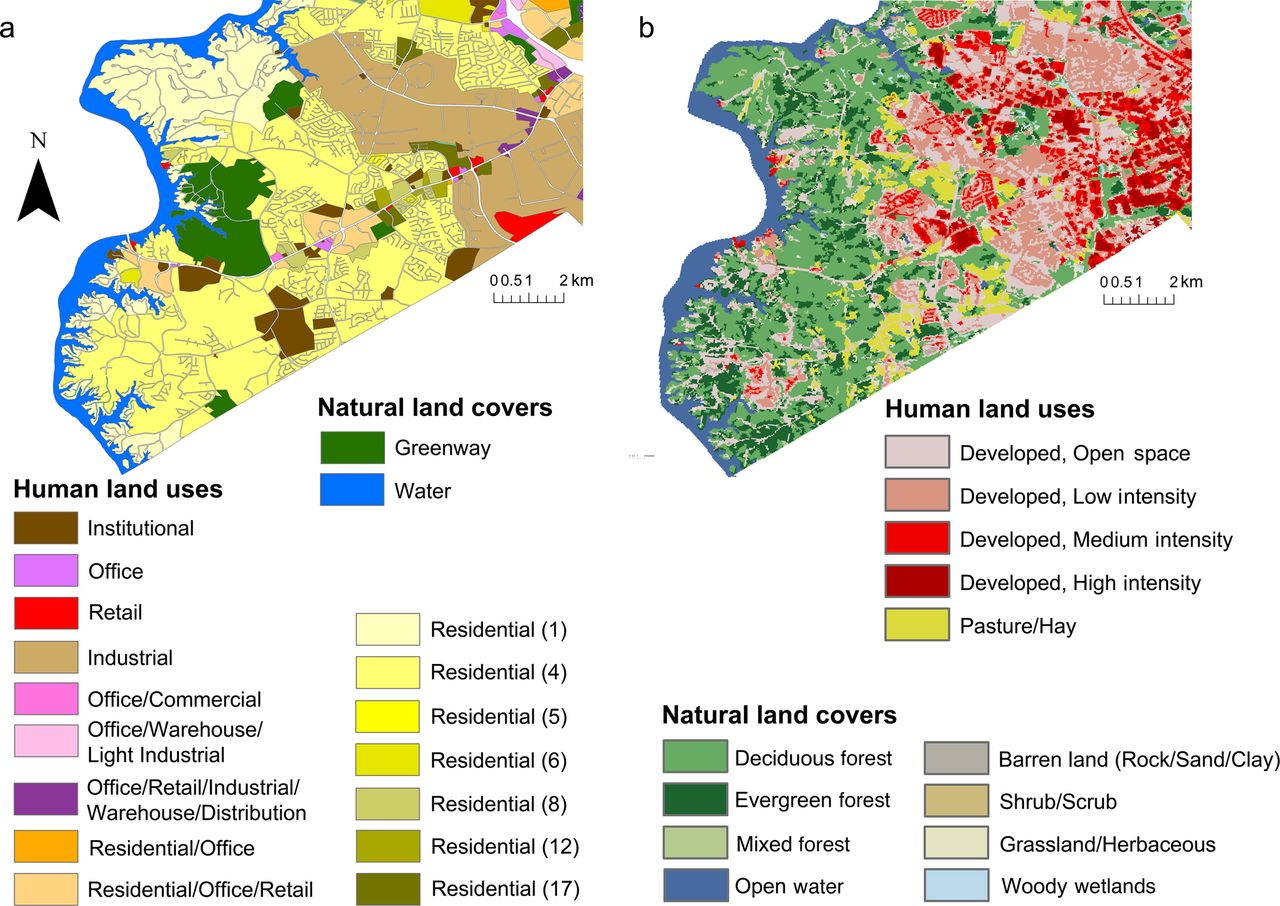 a
N
0 0.5 1 2 km
Natural land covers
Greenway
Water
Human land uses
Institutional
Office
Retail
Industrial
Office/Commercial
Office/Warehouse/
Light Industrial
Office/Retail/Industrial/
Warehouse/Distribution
Residential/Office
Residential/Office/Retail
Residential (1)
Residential (4)
Residential (5)
Residential (6)
Residential (8)
Residential (12)
Residential (17)
b
0 0.5 1 2 km
Human land uses
Developed, Open space
Developed, Low intensity
Developed, Medium intensity
Developed, High intensity
Pasture/Hay
Natural land covers
Deciduous forest
Evergreen forest
Mixed forest
Open water
Barren land (Rock/Sand/Clay)
Shrub/Scrub
Grassland/Herbaceous
Woody wetlands